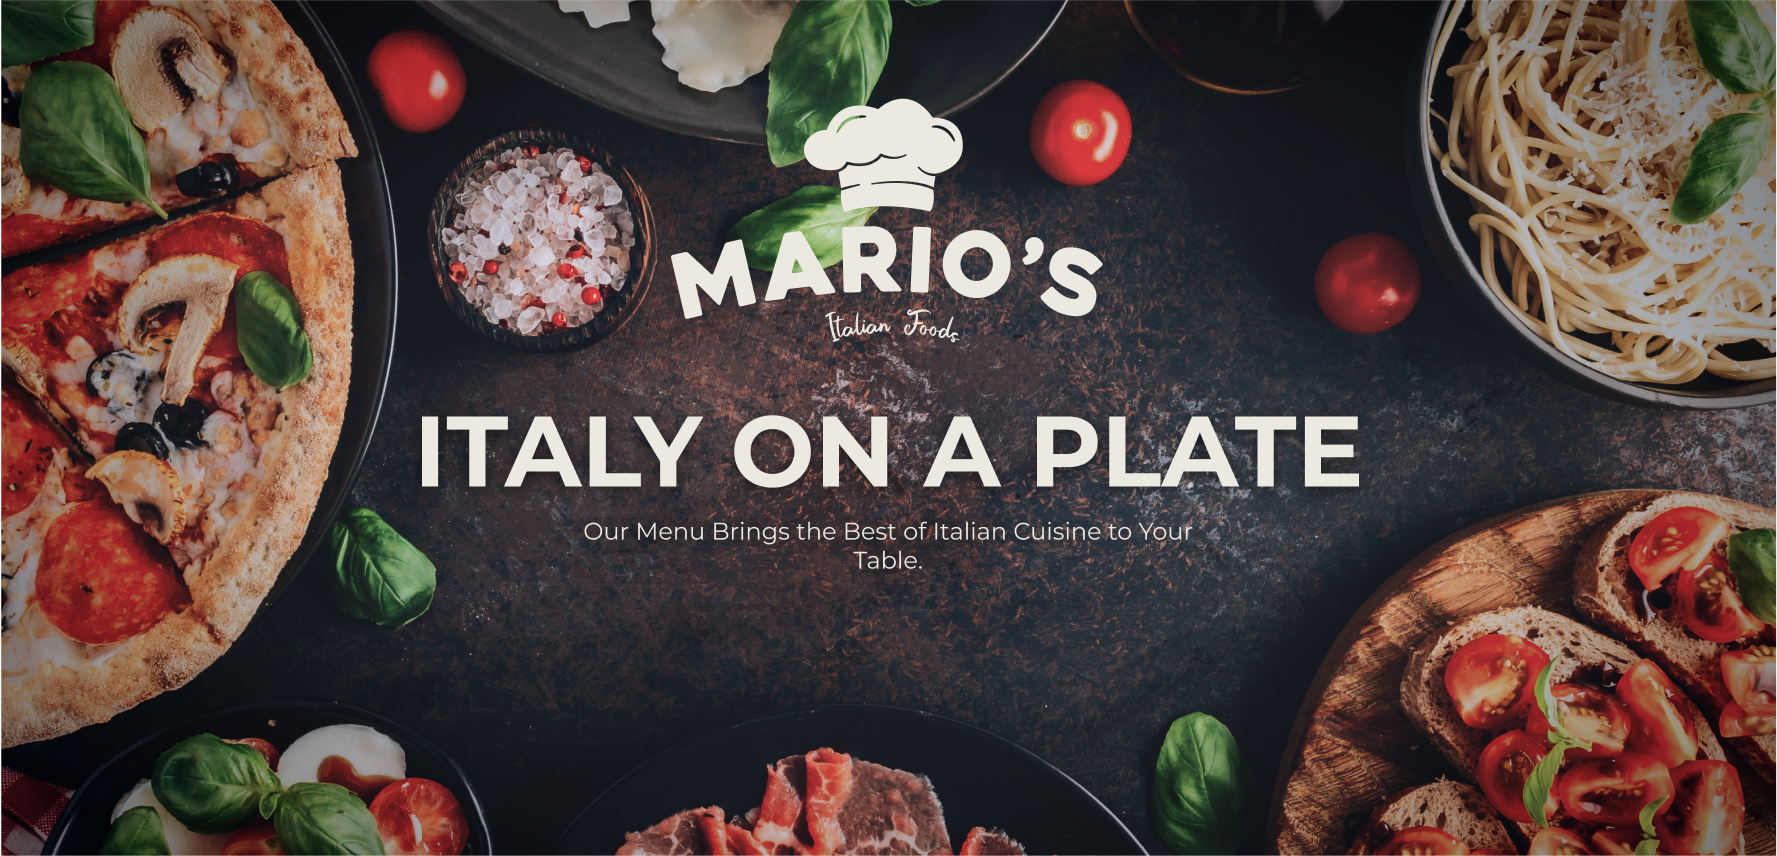 MARIO'S
Italian Foods
ITALY ON A PLATE
Our Menu Brings the Best of Italian Cuisine to Your
Table.